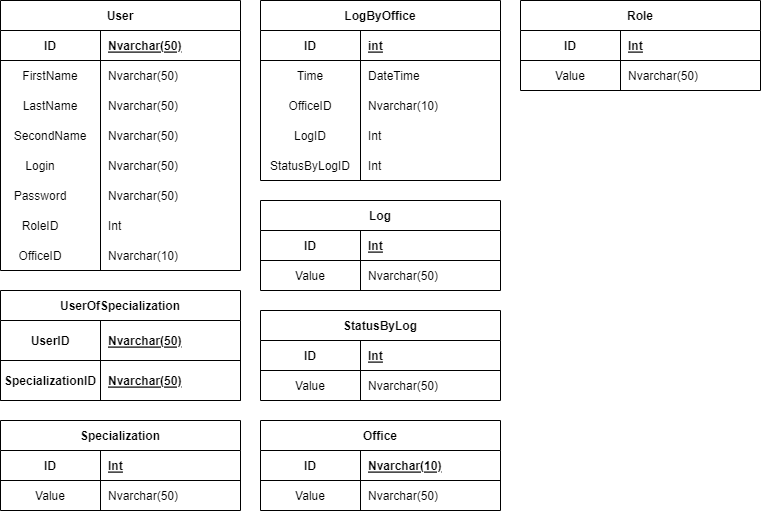 User
ID Nvarchar(50)
FirstName Nvarchar(50)
LastName Nvarchar(50)
SecondName Nvarchar(50)
Login Nvarchar(50)
Password Nvarchar(50)
RoleID Int
OfficeID Nvarchar(10)
UserOfSpecialization
UserID Nvarchar(50)
SpecializationID Nvarchar(50)
Specialization
ID Int
Value Nvarchar(50)
LogByOffice
ID int
Time DateTime
OfficeID Nvarchar(10)
LogID Int
StatusByLogID Int
Log
ID Int
Value Nvarchar(50)
StatusByLog
ID Int
Value Nvarchar(50)
Office
ID Nvarchar(10)
Value Nvarchar(50)
Role
ID Int
Value Nvarchar(50)